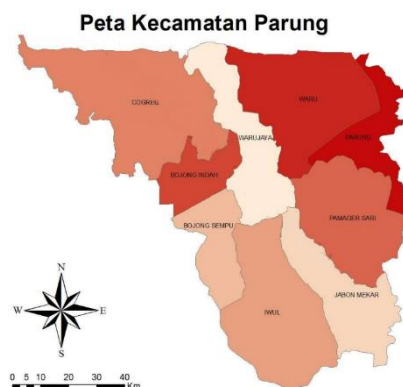 Peta Kecamatan Parung
COGREG
WARU
WARUJAYA
PARUNG
BOJONG INDAH
PAMAGER SARI
BOJONG SEMPU
JABON MEKAR
IWUL
N
W E
S
0 5 10 20 30 40
Km